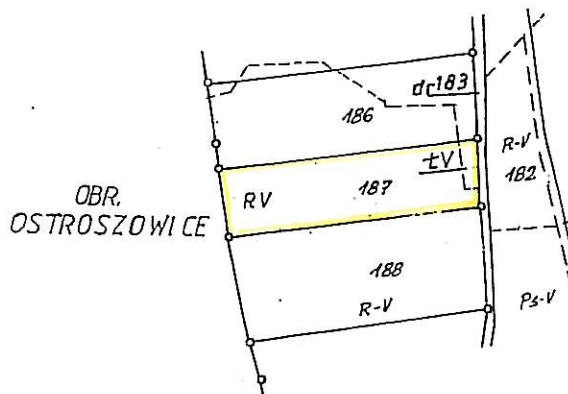 dr183
186
R-V
182
ŁV
187
RV
OBR.
OSTROSZOWICE
188
R-V
Ps-V